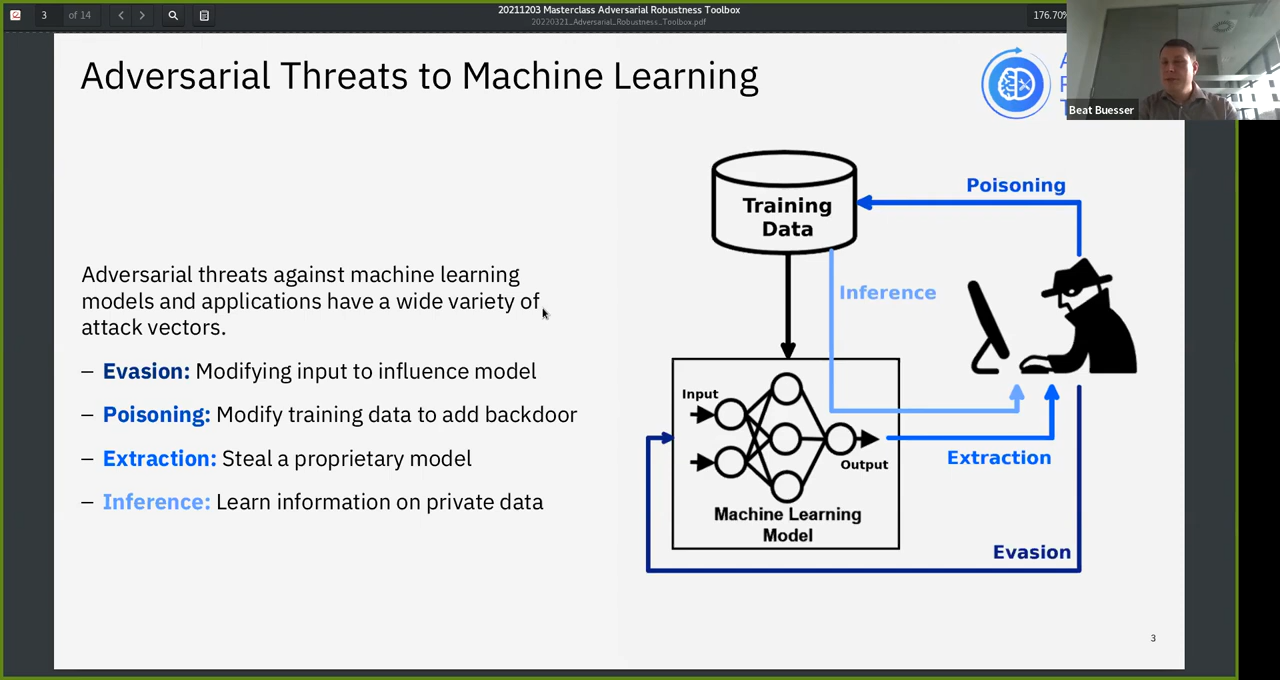 3 of 14
20211203 Masterclass Adversarial Robustness Toolbox
20220321_Adversarial_Robustness_Toolbox.pdf
176.70%
Beat Buesser
Adversarial Threats to Machine Learning
Adversarial threats against machine learning
models and applications have a wide variety of
attack vectors.
– Evasion: Modifying input to influence model
– Poisoning: Modify training data to add backdoor
– Extraction: Steal a proprietary model
– Inference: Learn information on private data
Training
Data
Poisoning
Inference
Input
Output
Machine Learning
Model
Extraction
Evasion
3